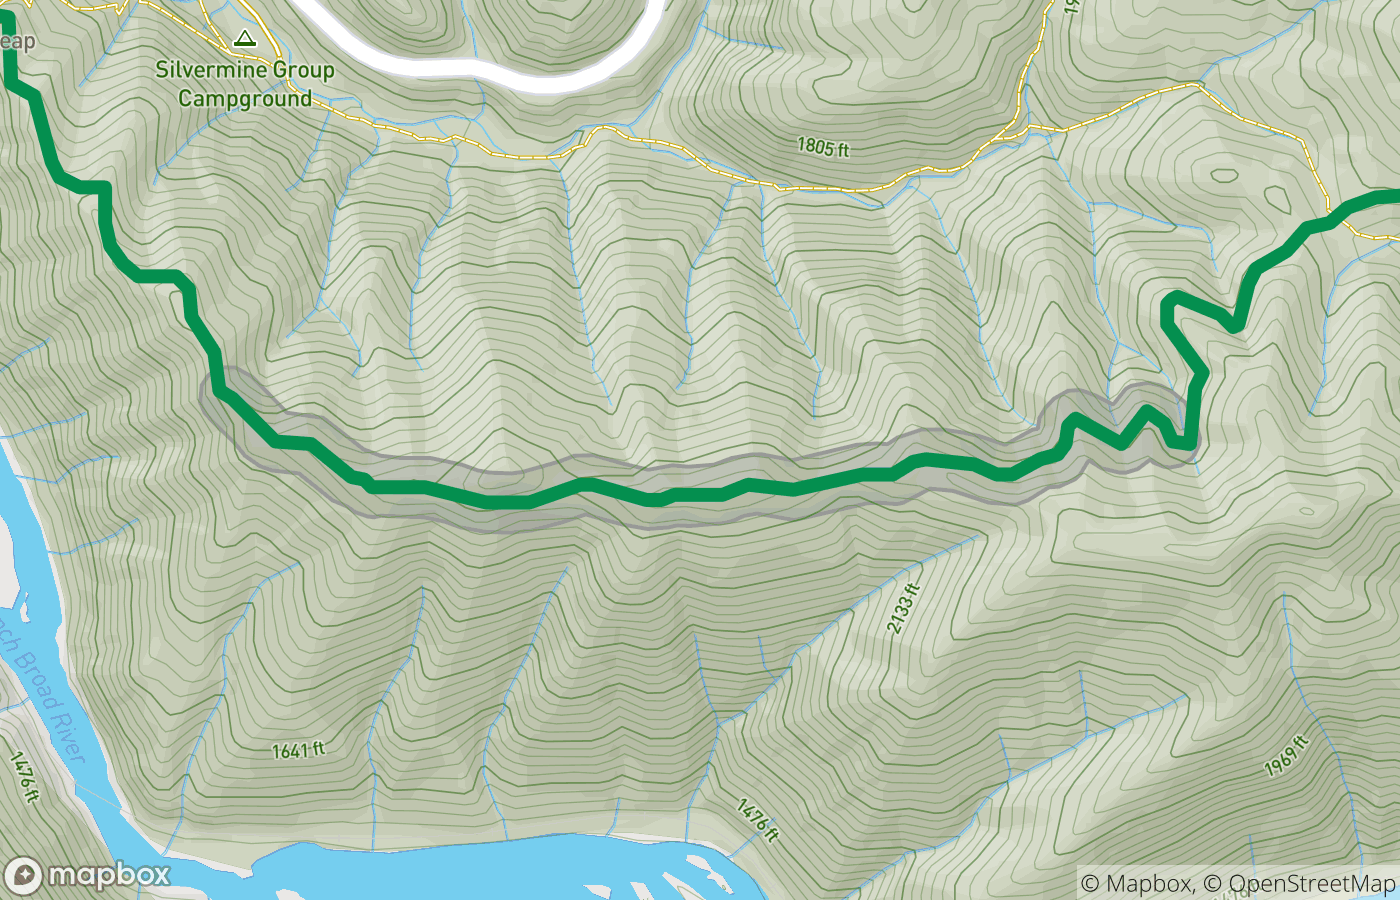 eap
Silvermine Group
Campground
1805 ft
nch Broad River
2133 ft
1641 ft
1476 ft
1476 ft
1969 ft
mapbox
© Mapbox, © OpenStreetMap